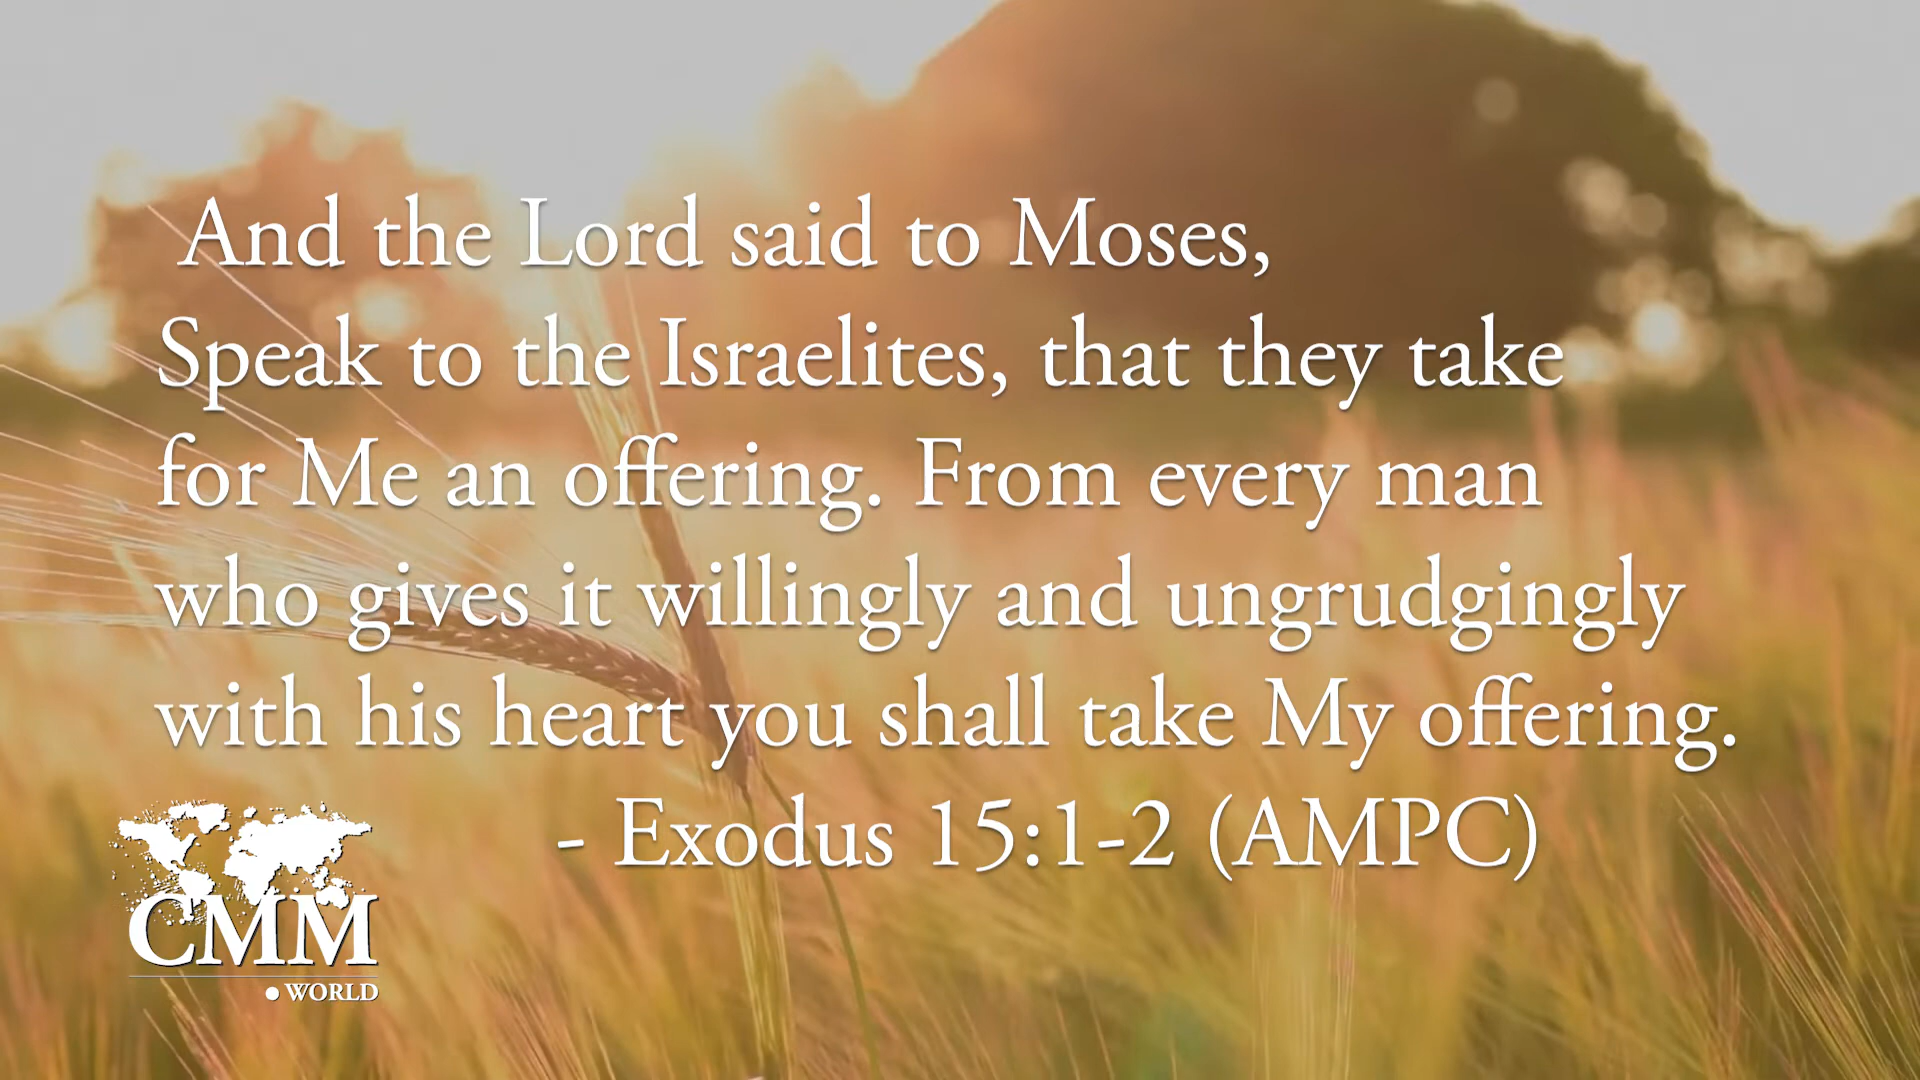 And the Lord said to Moses,
Speak to the Israelites, that they take
for Me an offering. From every man
who gives it willingly and ungrudgingly
with his heart you shall take My offering.
- Exodus 15:1-2 (AMPC)
CMM
.WORLD